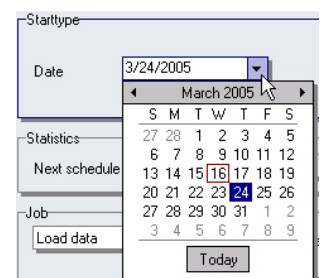 Starttype
Date 3/24/2005
March 2005
S M T W T F S
27 28 1 2 3 4 5
6 7 8 9 10 11 12
13 14 15 16 17 18 19
20 21 22 23 24 25 26
27 28 29 30 31 1 2
3 4 5 6 7 8 9
Today
Statistics
Next schedule
Job
Load data